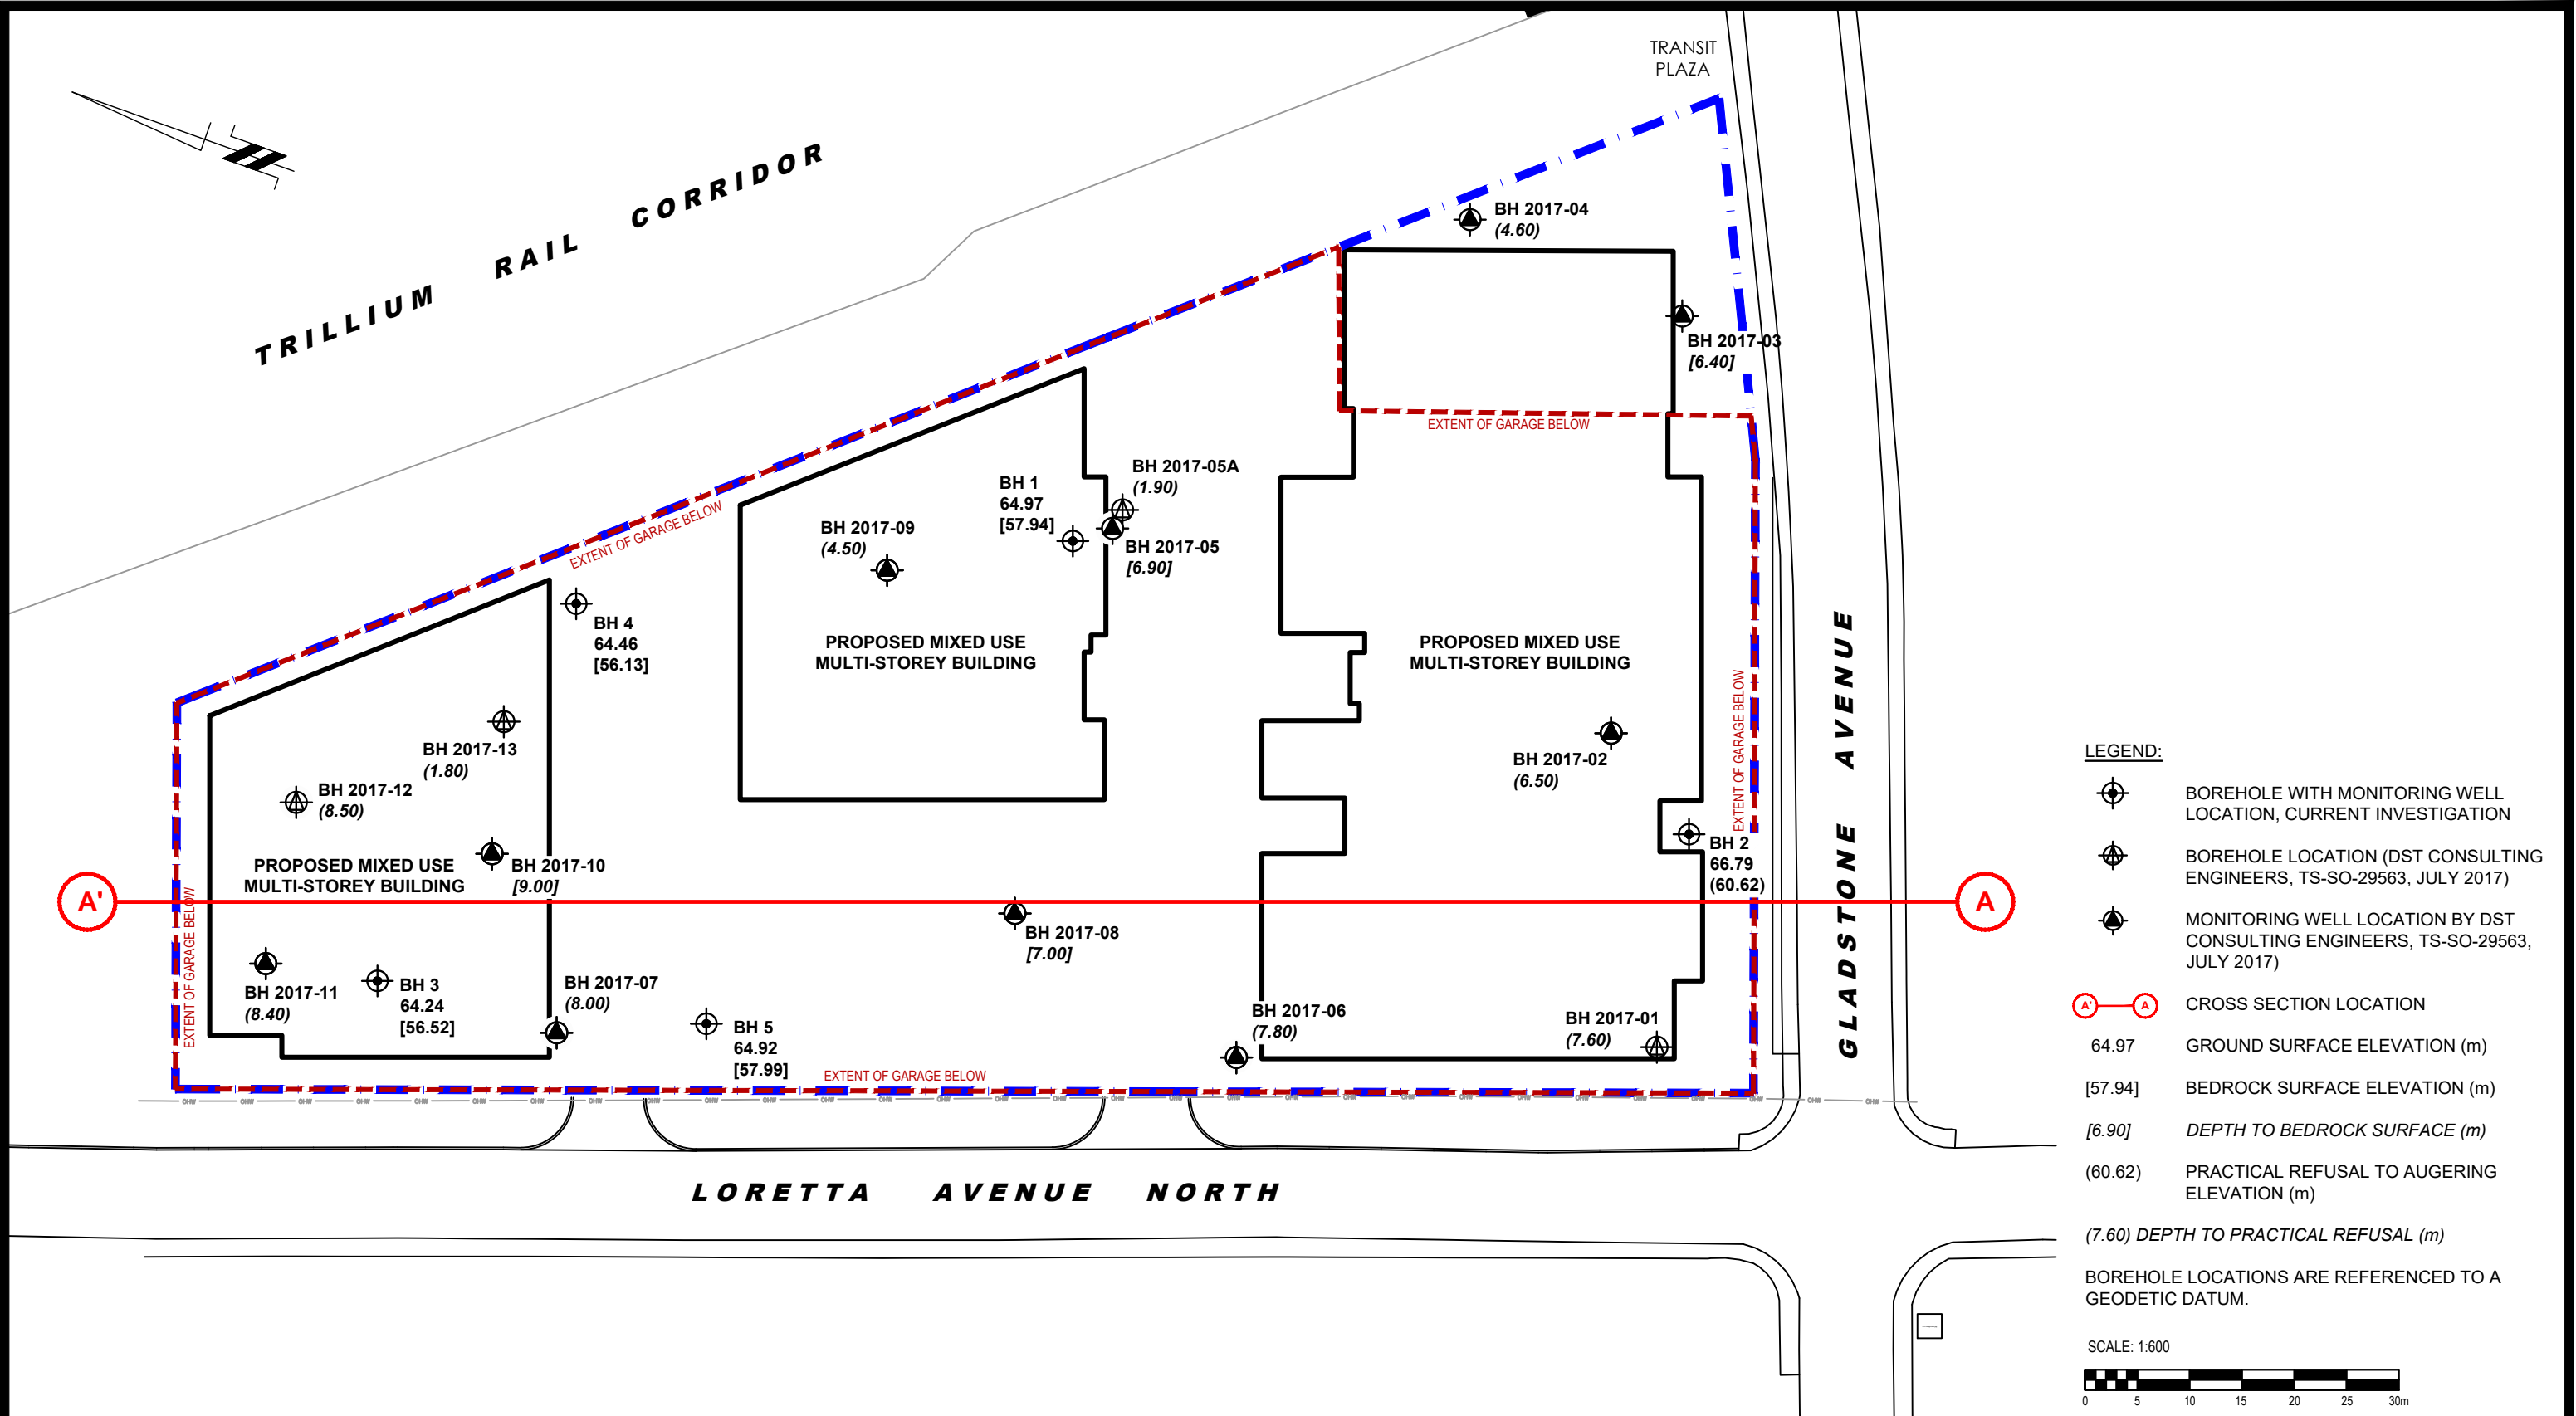 TRANSIT
PLAZA
TRILLIUM RAIL CORRIDOR
BH 2017-04
(4.60)
BH 2017-03
[6.40]
EXTENT OF GARAGE BELOW
BH 2017-05A
(1.90)
BH 1
64.97
[57.94]
BH 2017-05
[6.90]
BH 2017-09
(4.50)
EXTENT OF GARAGE BELOW
BH 4
64.46
[56.13]
PROPOSED MIXED USE
MULTI-STOREY BUILDING
PROPOSED MIXED USE
MULTI-STOREY BUILDING
BH 2017-13
(1.80)
BH 2017-12
(8.50)
BH 2017-02
(6.50)
EXTENT OF GARAGE BELOW
BH 2
66.79
(60.62)
PROPOSED MIXED USE
MULTI-STOREY BUILDING
BH 2017-10
[9.00]
A'
A
EXTENT OF GARAGE BELOW
BH 2017-08
[7.00]
BH 2017-11
(8.40)
BH 3
64.24
[56.52]
BH 2017-07
(8.00)
BH 5
64.92
[57.99]
BH 2017-06
(7.80)
BH 2017-01
(7.60)
EXTENT OF GARAGE BELOW
GLADSTONE AVENUE
LORETTA AVENUE NORTH
LEGEND:
BOREHOLE WITH MONITORING WELL
LOCATION, CURRENT INVESTIGATION
BOREHOLE LOCATION (DST CONSULTING
ENGINEERS, TS-SO-29563, JULY 2017)
MONITORING WELL LOCATION BY DST
CONSULTING ENGINEERS, TS-SO-29563,
JULY 2017)
A' A CROSS SECTION LOCATION
64.97 GROUND SURFACE ELEVATION (m)
[57.94] BEDROCK SURFACE ELEVATION (m)
[6.90] DEPTH TO BEDROCK SURFACE (m)
(60.62) PRACTICAL REFUSAL TO AUGERING
ELEVATION (m)
(7.60) DEPTH TO PRACTICAL REFUSAL (m)
BOREHOLE LOCATIONS ARE REFERENCED TO A
GEODETIC DATUM.
SCALE: 1:600
0 5 10 15 20 25 30m